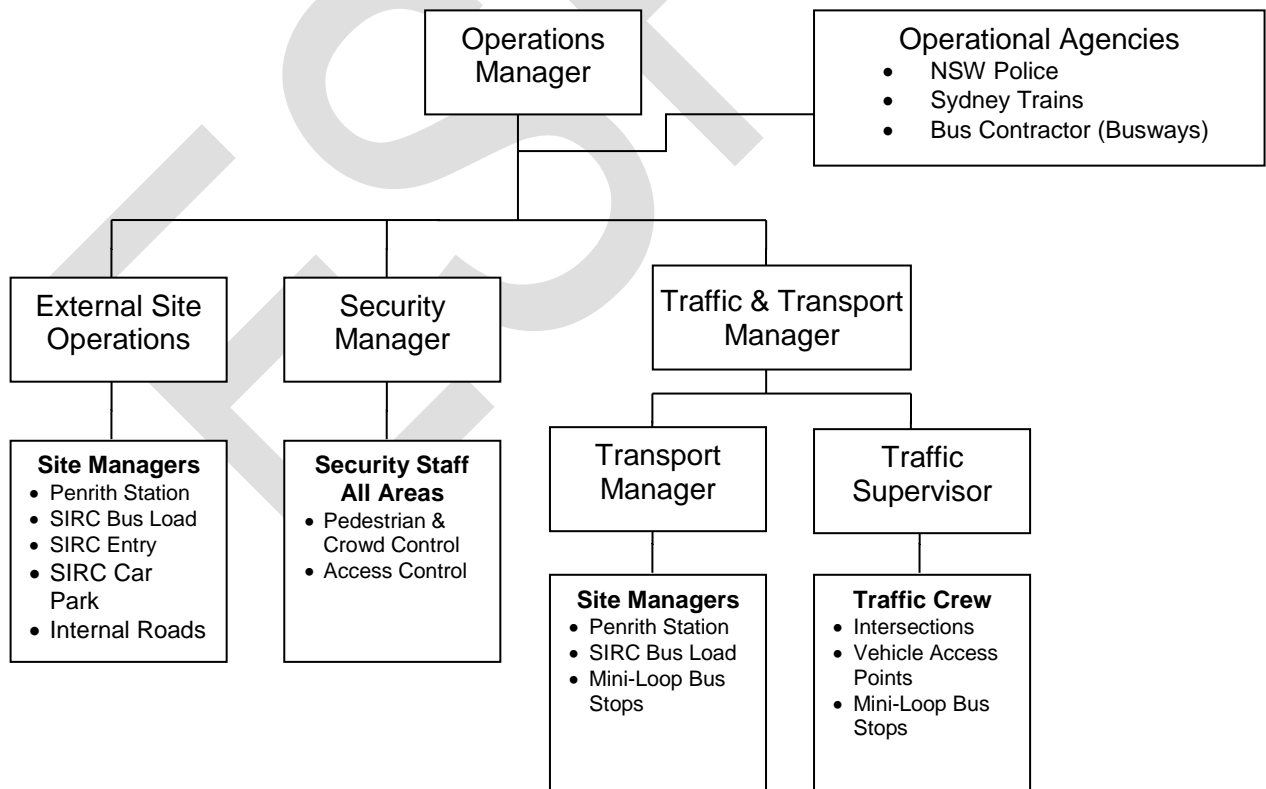 Operations
Manager
Operational Agencies
• NSW Police
• Sydney Trains
• Bus Contractor (Busways)
External Site
Operations
Security
Manager
Traffic & Transport
Manager
Site Managers
• Penrith Station
• SIRC Bus Load
• SIRC Entry
• SIRC Car
Park
• Internal Roads
Security Staff
All Areas
• Pedestrian &
Crowd Control
• Access Control
Transport
Manager
Traffic
Supervisor
Site Managers
• Penrith Station
• SIRC Bus Load
• Mini-Loop Bus
Stops
Traffic Crew
• Intersections
• Vehicle Access
Points
• Mini-Loop Bus
Stops